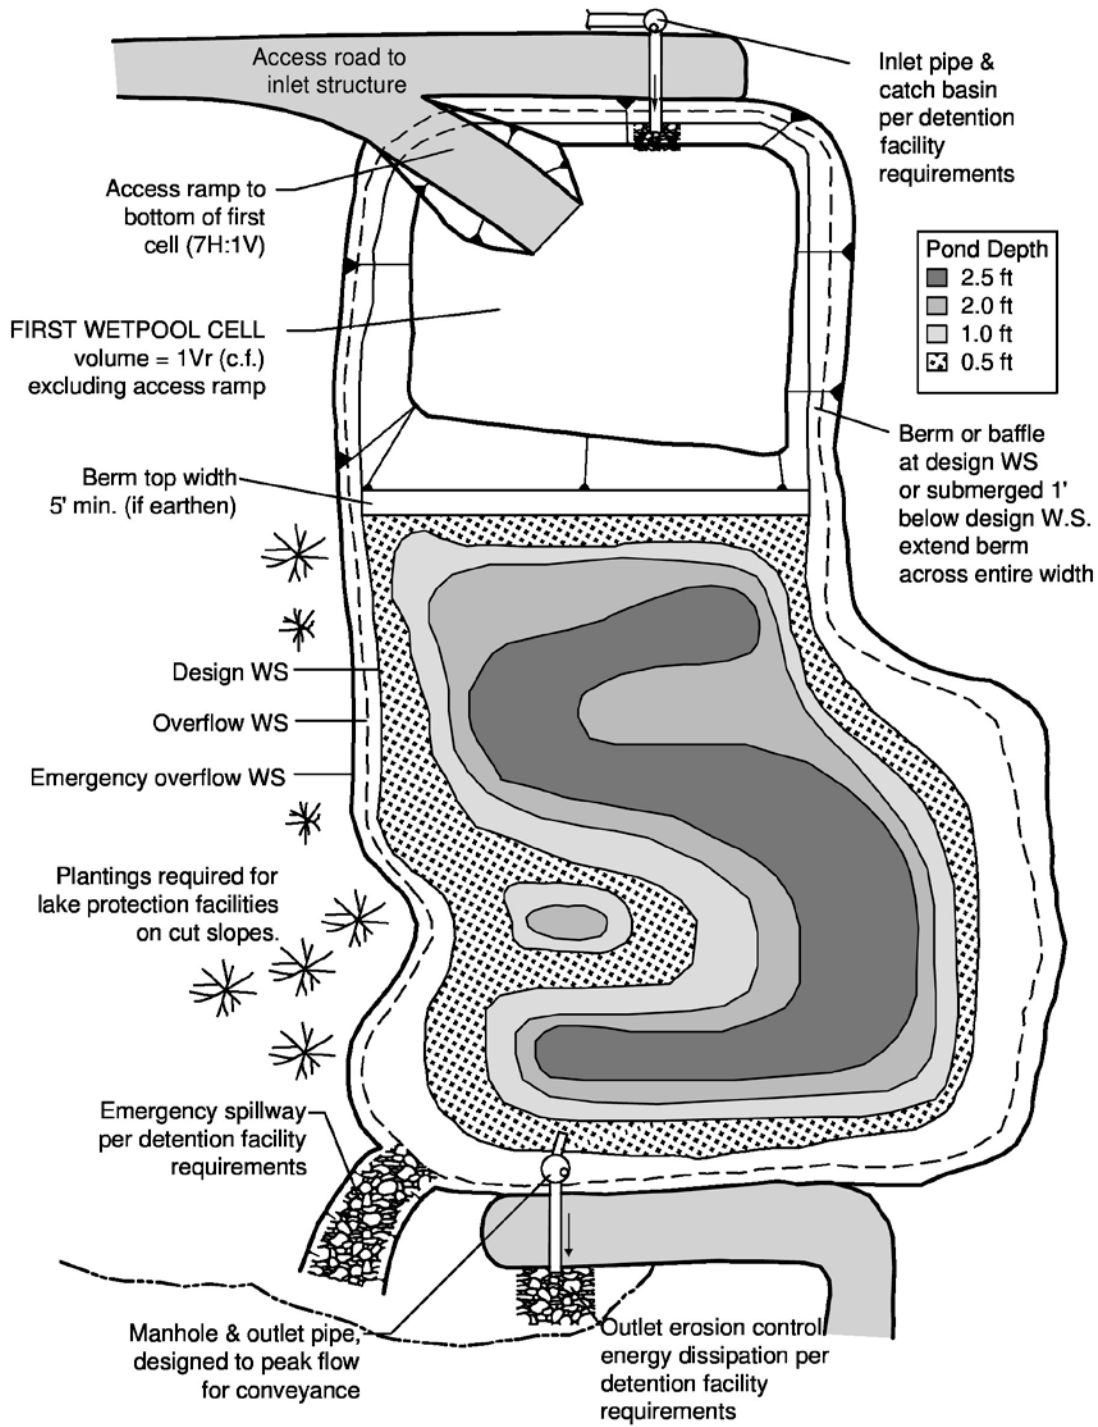 Access road to
inlet structure
Inlet pipe &
catch basin
per detention
facility
requirements
Access ramp to
bottom of first
cell (7H:1V)
Pond Depth
2.5 ft
2.0 ft
1.0 ft
0.5 ft
FIRST WETPOOL CELL
volume = 1Vr (c.f.)
excluding access ramp
Berm or baffle
at design WS
or submerged 1'
below design W.S.
extend berm
across entire width
Berm top width
5' min. (if earthen)
Design WS
Overflow WS
Emergency overflow WS
Plantings required for
lake protection facilities
on cut slopes.
Emergency spillway
per detention facility
requirements
Manhole & outlet pipe,
designed to peak flow
for conveyance
Outlet erosion control
energy dissipation per
detention facility
requirements